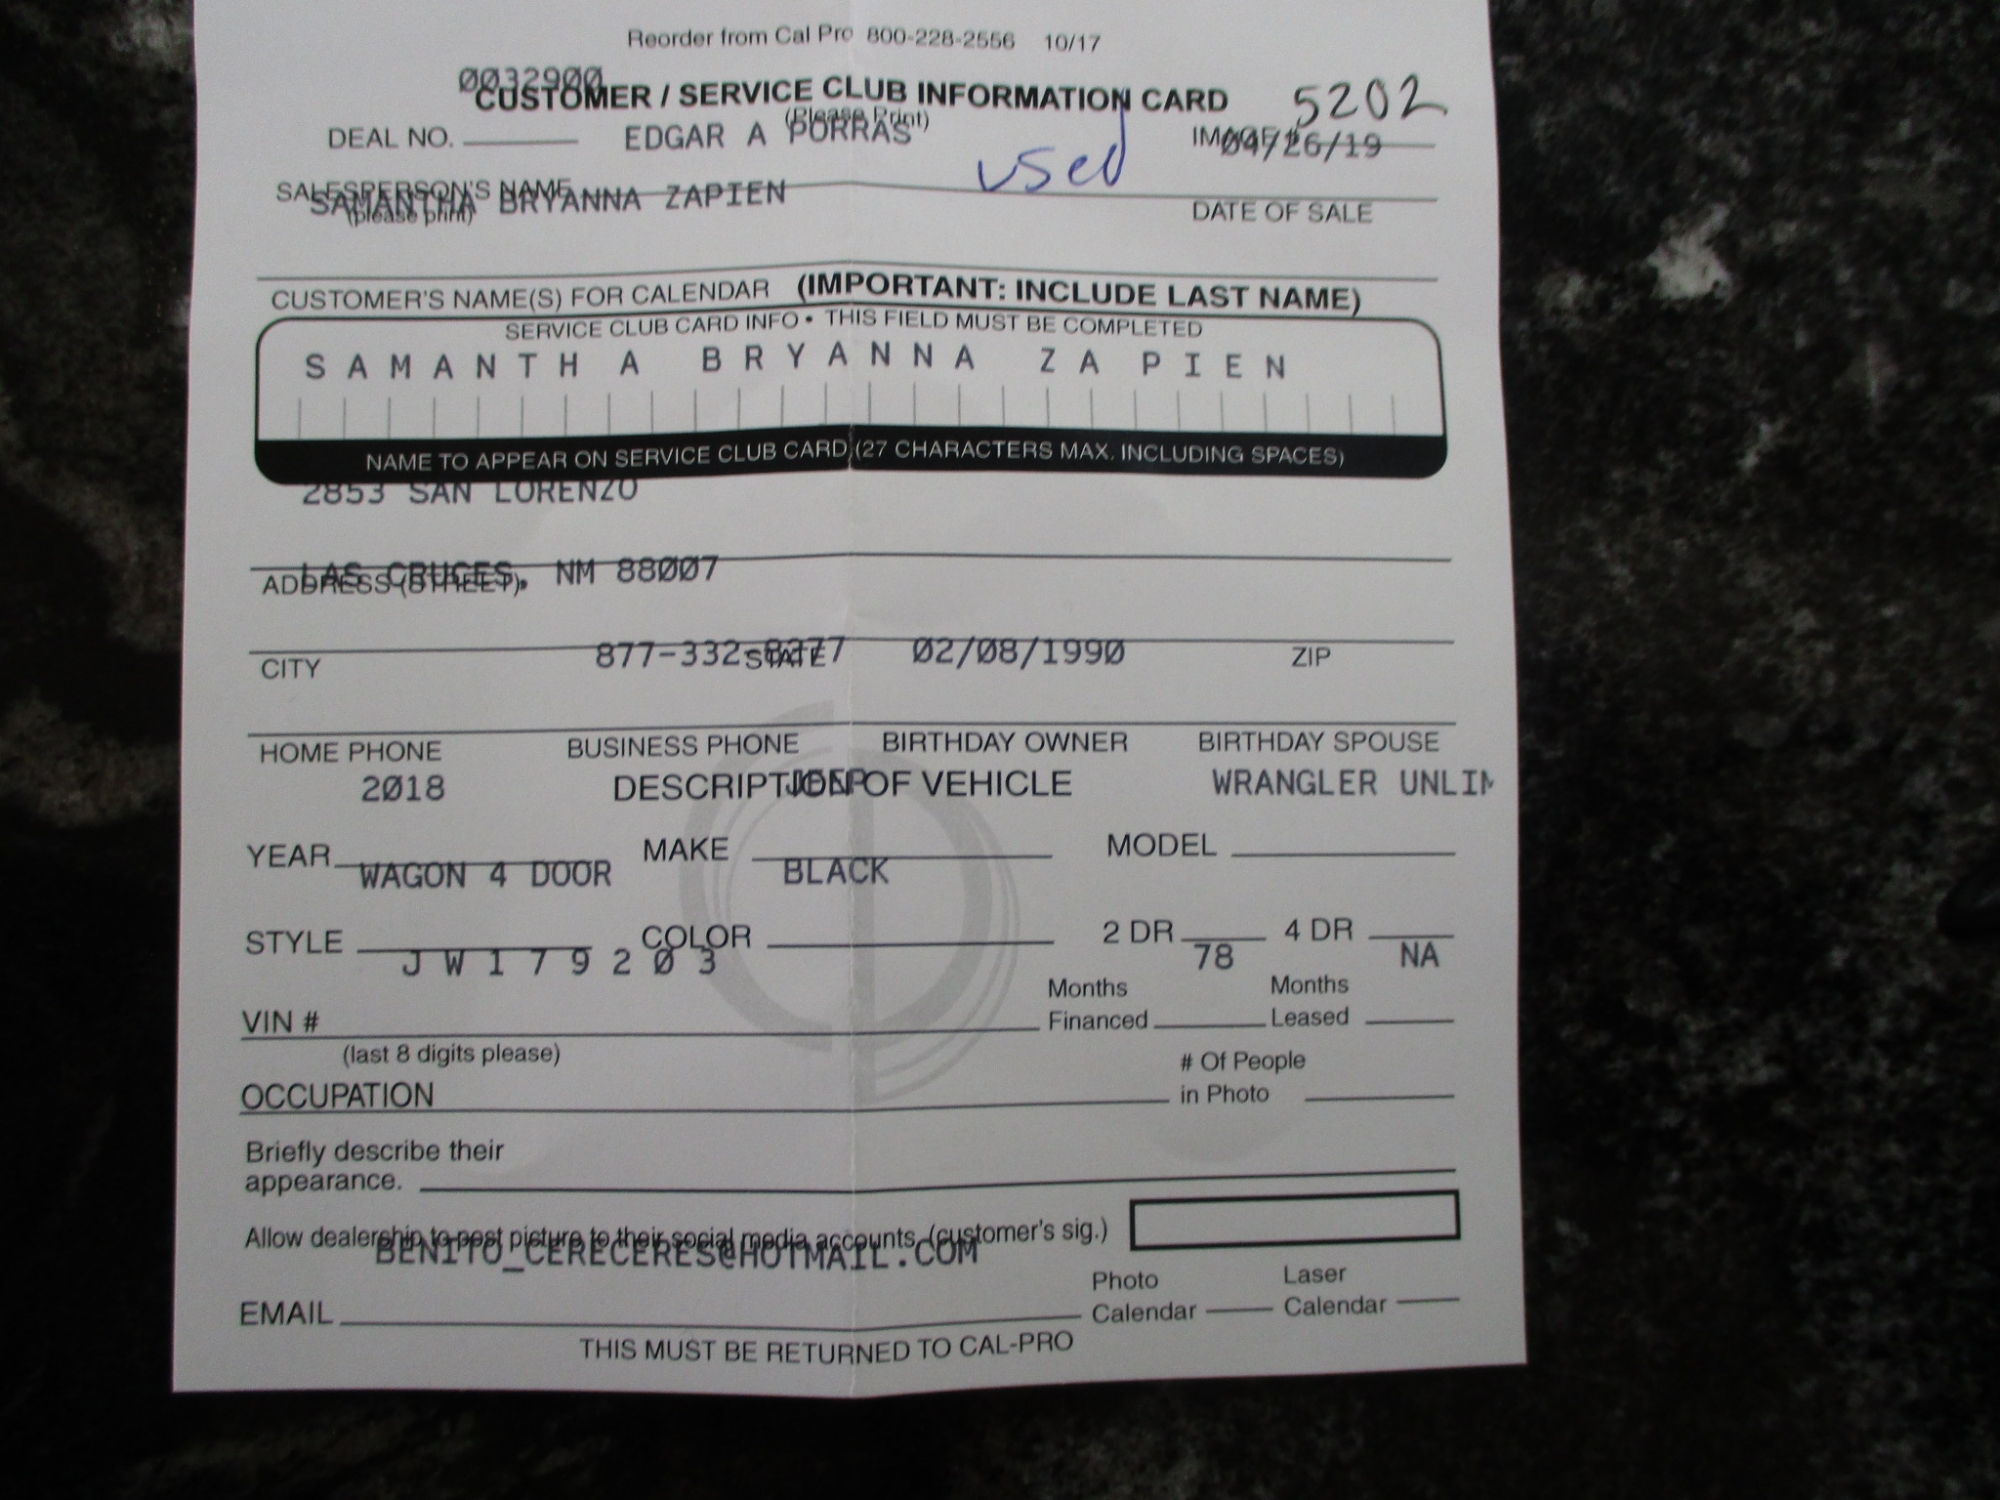 Reorder from Cal Pro 800-228-2556 10/17
0032900
CUSTOMER / SERVICE CLUB INFORMATION CARD 5202
(Please Print)
DEAL NO. EDGAR A PORRAS IMAGE # 04/26/19
used
SALESPERSON'S NAME
SAMANTHA BRYANNA ZAPIEN
(please print) DATE OF SALE
CUSTOMER'S NAME(S) FOR CALENDAR (IMPORTANT: INCLUDE LAST NAME)
SERVICE CLUB CARD INFO • THIS FIELD MUST BE COMPLETED
SAMANTHA BRYANNA ZAPIEN
NAME TO APPEAR ON SERVICE CLUB CARD (27 CHARACTERS MAX. INCLUDING SPACES)
2853 SAN LORENZO
LAS CRUCES, NM 88007
ADDRESS (STREET)
877-332- 02/08/1990
CITY STATE ZIP
HOME PHONE BUSINESS PHONE BIRTHDAY OWNER BIRTHDAY SPOUSE
2018 JEEP WRANGLER UNLIM
DESCRIPTION OF VEHICLE
YEAR MAKE MODEL
WAGON 4 DOOR BLACK
STYLE COLOR 2 DR 4 DR
JW179203 78 NA
VIN # Months Financed Months Leased
(last 8 digits please)
OCCUPATION # Of People in Photo
Briefly describe their
appearance.
Allow dealership to post picture to their social media accounts. (customer's sig.)
BENITO_CERECERES@HOTMAIL.COM
EMAIL Photo Calendar Laser Calendar
THIS MUST BE RETURNED TO CAL-PRO